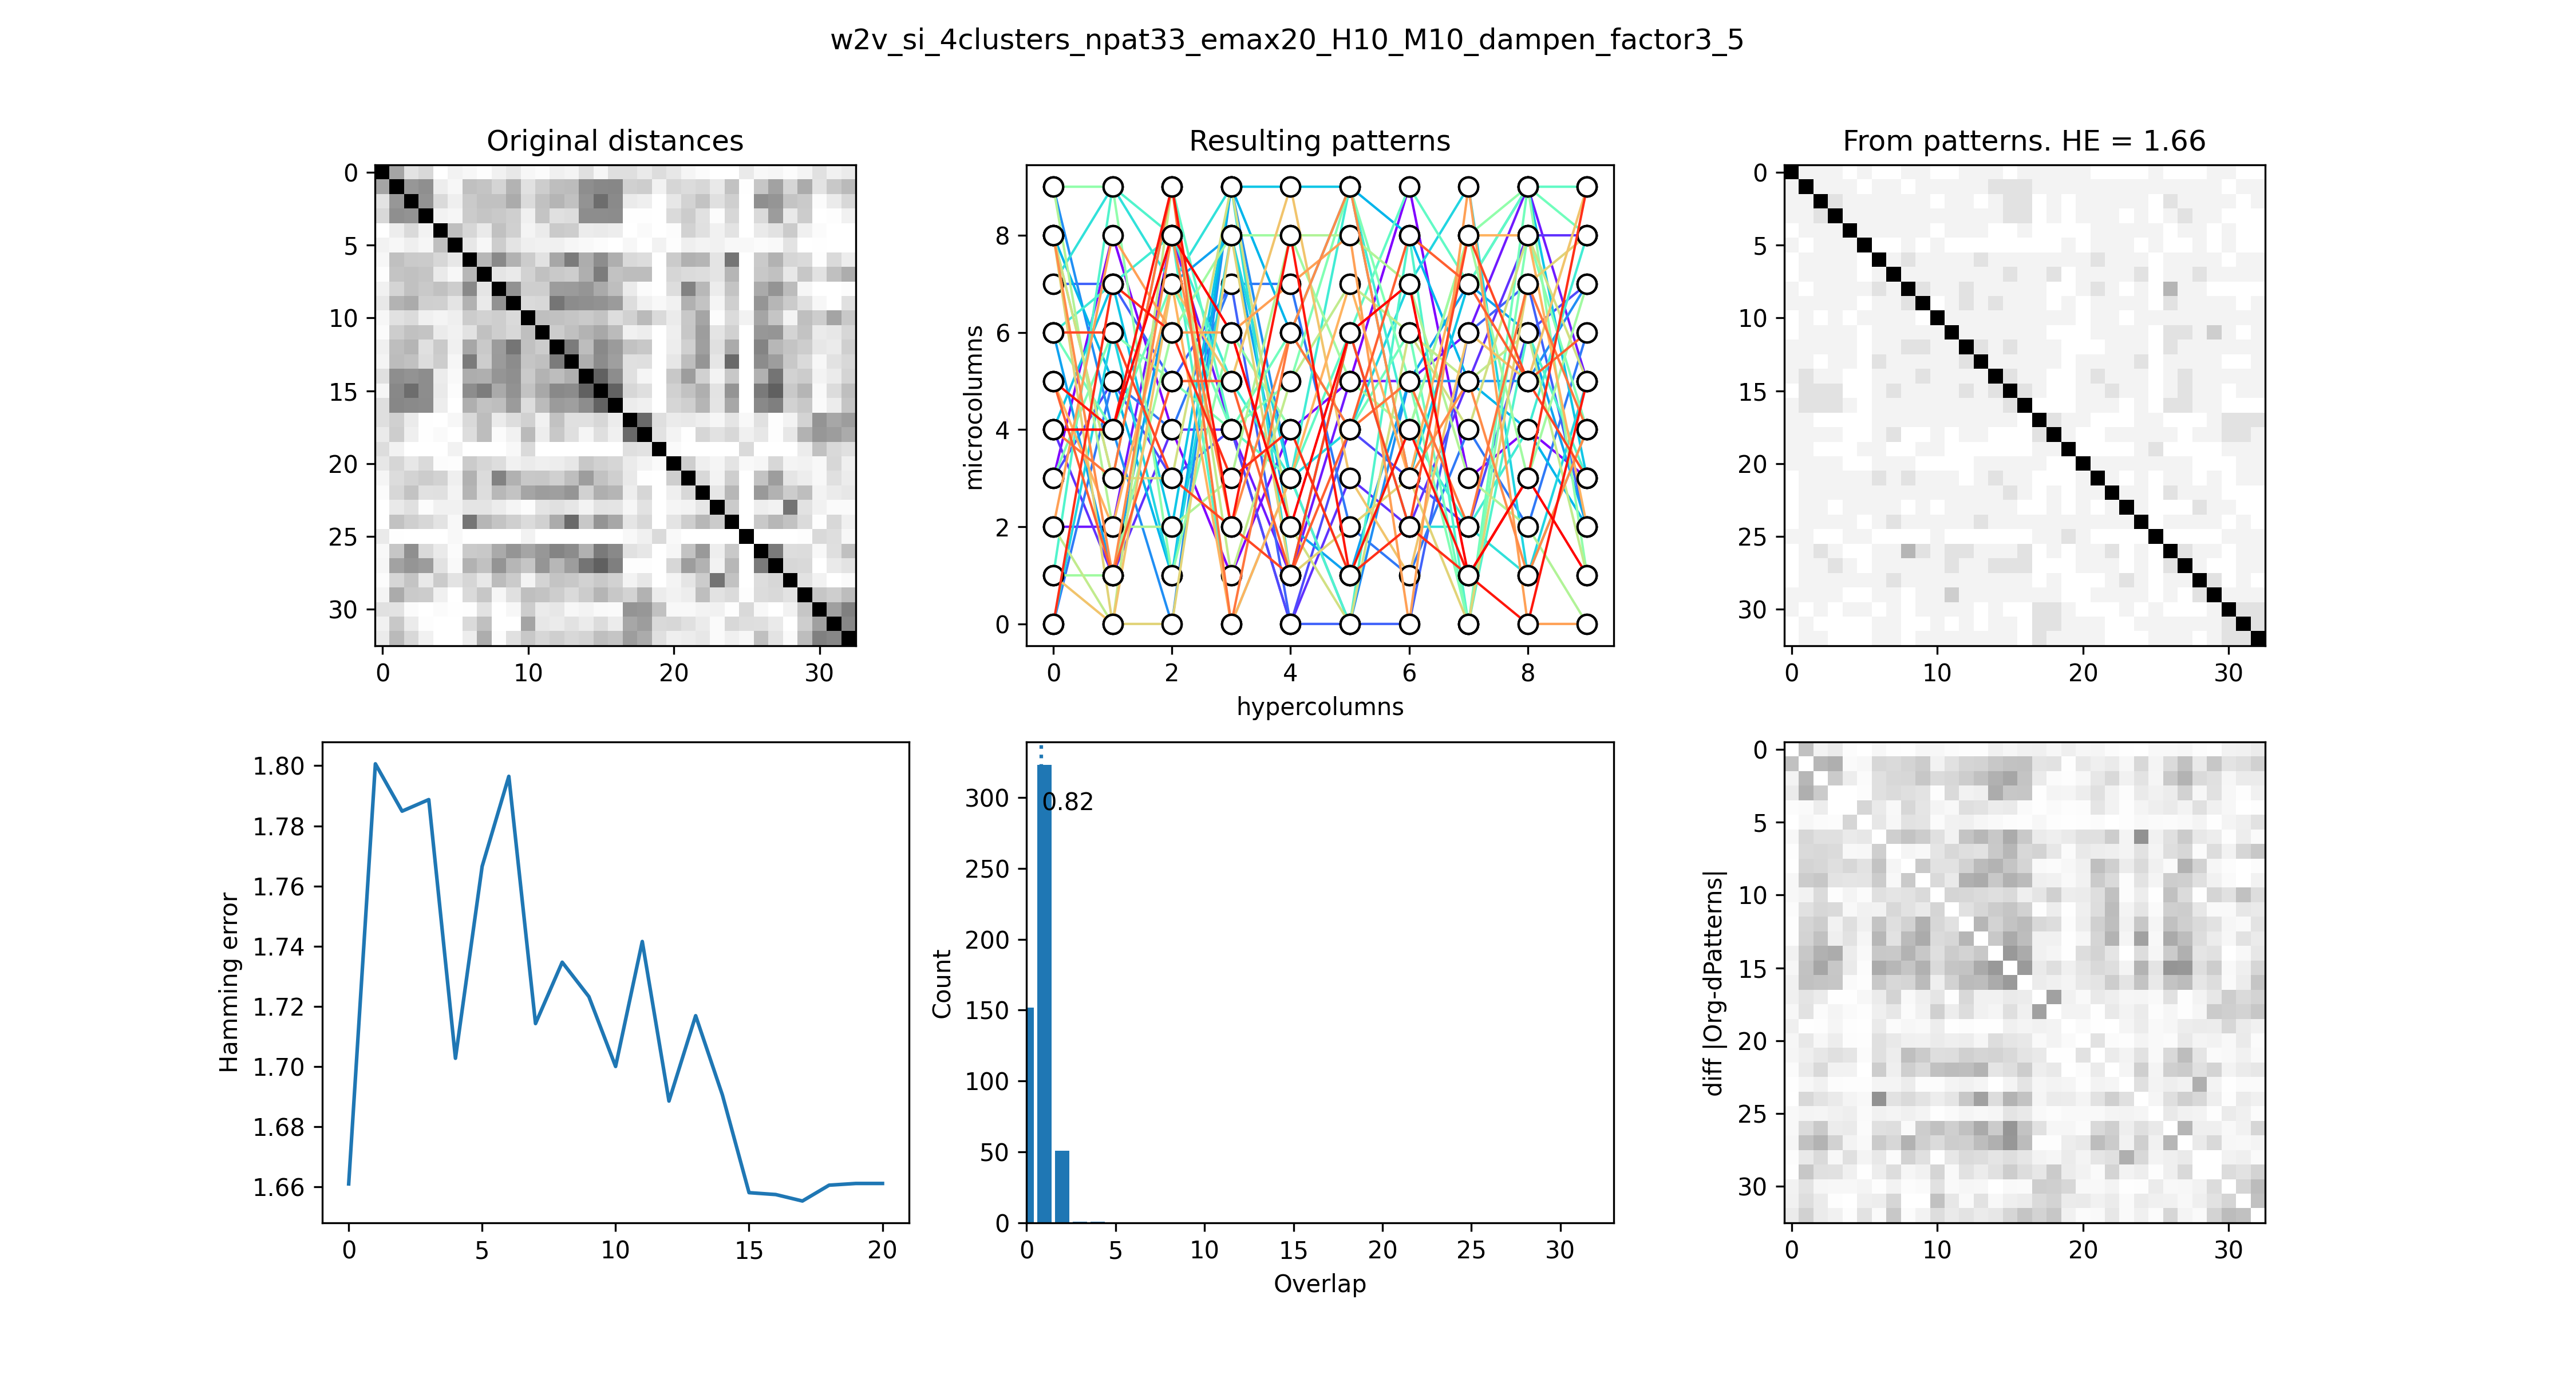 w2v_si_4clusters_npat33_emax20_H10_M10_dampen_factor3_5
Original distances
0
5
10
15
20
25
30
0 10 20 30
Resulting patterns
microcolumns
8
6
4
2
0
0 2 4 6 8
hypercolumns
From patterns. HE = 1.66
0
5
10
15
20
25
30
0 10 20 30
Hamming error
1.80
1.78
1.76
1.74
1.72
1.70
1.68
1.66
0 5 10 15 20
Count
300
250
200
150
100
50
0
0.82
0 5 10 15 20 25 30
Overlap
diff |Org-dPatterns|
0
5
10
15
20
25
30
0 10 20 30